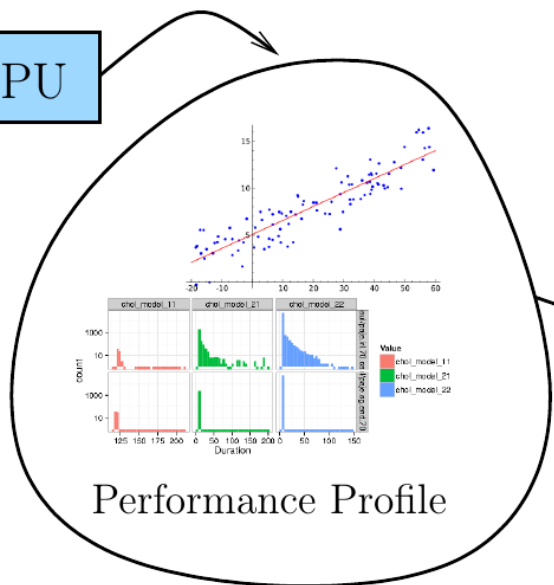 PU
15
10
5
-20 -10 10 20 30 40 50 60
chol_model_11 chol_model_21 chol_model_22
count
1000
10
1000
10
125 150 175 200 0 50 100 150 200 0 50 100 150
Duration
Value
chol_model_11
chol_model_21
chol_model_22
Performance Profile